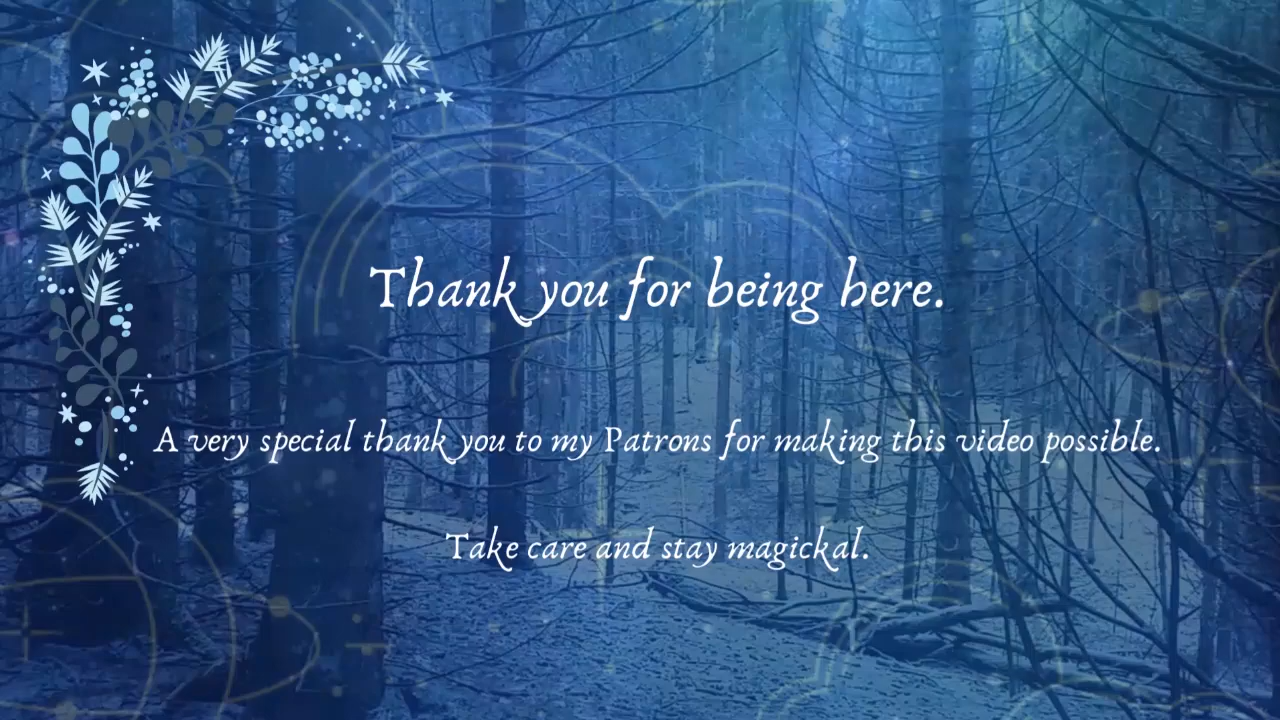 Thank you for being here.
A very special thank you to my Patrons for making this video possible.
Take care and stay magickal.